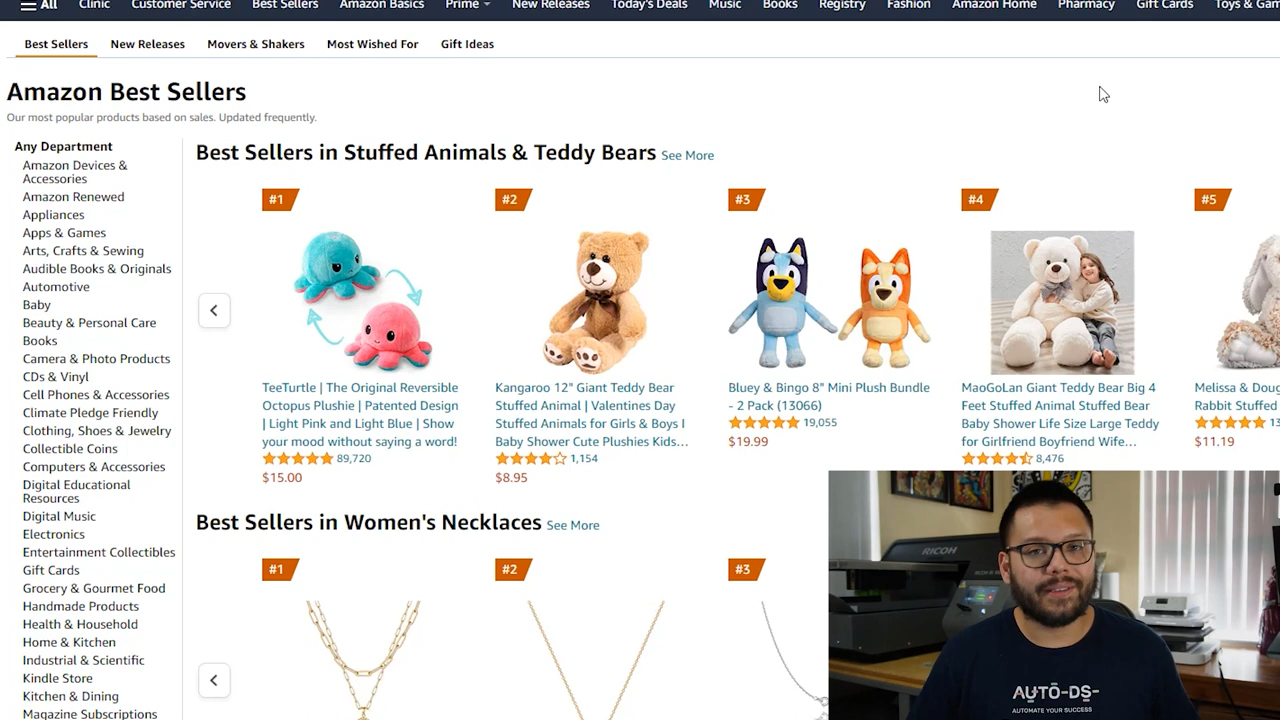 All Clinic Customer Service Best Sellers Amazon Basics Prime New Releases Today's Deals Music Books Registry Fashion Amazon Home Pharmacy Gift Cards Toys & Gam
Best Sellers New Releases Movers & Shakers Most Wished For Gift Ideas
Amazon Best Sellers
Our most popular products based on sales. Updated frequently.
Any Department
Amazon Devices &
Accessories
Amazon Renewed
Appliances
Apps & Games
Arts, Crafts & Sewing
Audible Books & Originals
Automotive
Baby
Beauty & Personal Care
Books
Camera & Photo Products
CDs & Vinyl
Cell Phones & Accessories
Climate Pledge Friendly
Clothing, Shoes & Jewelry
Collectible Coins
Computers & Accessories
Digital Educational
Resources
Digital Music
Electronics
Entertainment Collectibles
Gift Cards
Grocery & Gourmet Food
Handmade Products
Health & Household
Home & Kitchen
Industrial & Scientific
Kindle Store
Kitchen & Dining
Magazine Subscriptions
Best Sellers in Stuffed Animals & Teddy Bears See More
#1
TeeTurtle | The Original Reversible
Octopus Plushie | Patented Design
| Light Pink and Light Blue | Show
your mood without saying a word!
89,720
$15.00
#2
Kangaroo 12" Giant Teddy Bear
Stuffed Animal | Valentines Day
Stuffed Animals for Girls & Boys I
Baby Shower Cute Plushies Kids…
1,154
$8.95
#3
Bluey & Bingo 8" Mini Plush Bundle
- 2 Pack (13066)
19,055
$19.99
#4
MaoGoLan Giant Teddy Bear Big 4
Feet Stuffed Animal Stuffed Bear
Baby Shower Life Size Large Teddy
for Girlfriend Boyfriend Wife…
8,476
#5
Melissa & Doug
Rabbit Stuffed
13
$11.19
Best Sellers in Women's Necklaces See More
#1
#2
#3
RICOH
AUTO-DS-
AUTOMATE YOUR SUCCESS